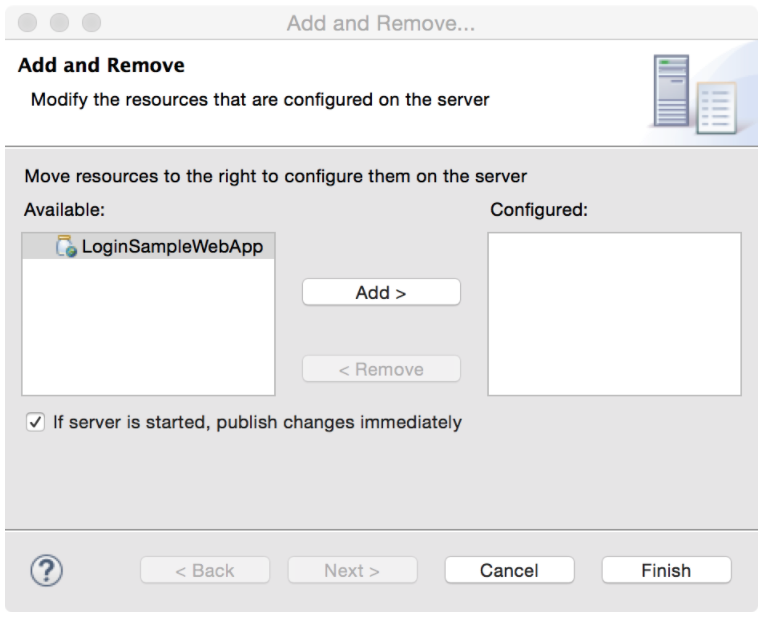 Add and Remove...
Add and Remove
Modify the resources that are configured on the server
Move resources to the right to configure them on the server
Available:
Configured:
LoginSampleWebApp
Add >
< Remove
If server is started, publish changes immediately
?
< Back
Next >
Cancel
Finish